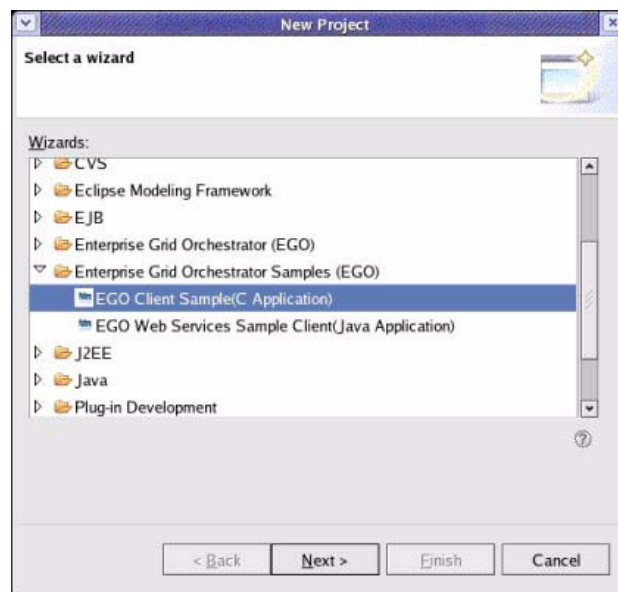 New Project
Select a wizard
Wizards:
CVS
Eclipse Modeling Framework
EJB
Enterprise Grid Orchestrator (EGO)
Enterprise Grid Orchestrator Samples (EGO)
EGO Client Sample(C Application)
EGO Web Services Sample Client(Java Application)
J2EE
Java
Plug-in Development
< Back
Next >
Finish
Cancel